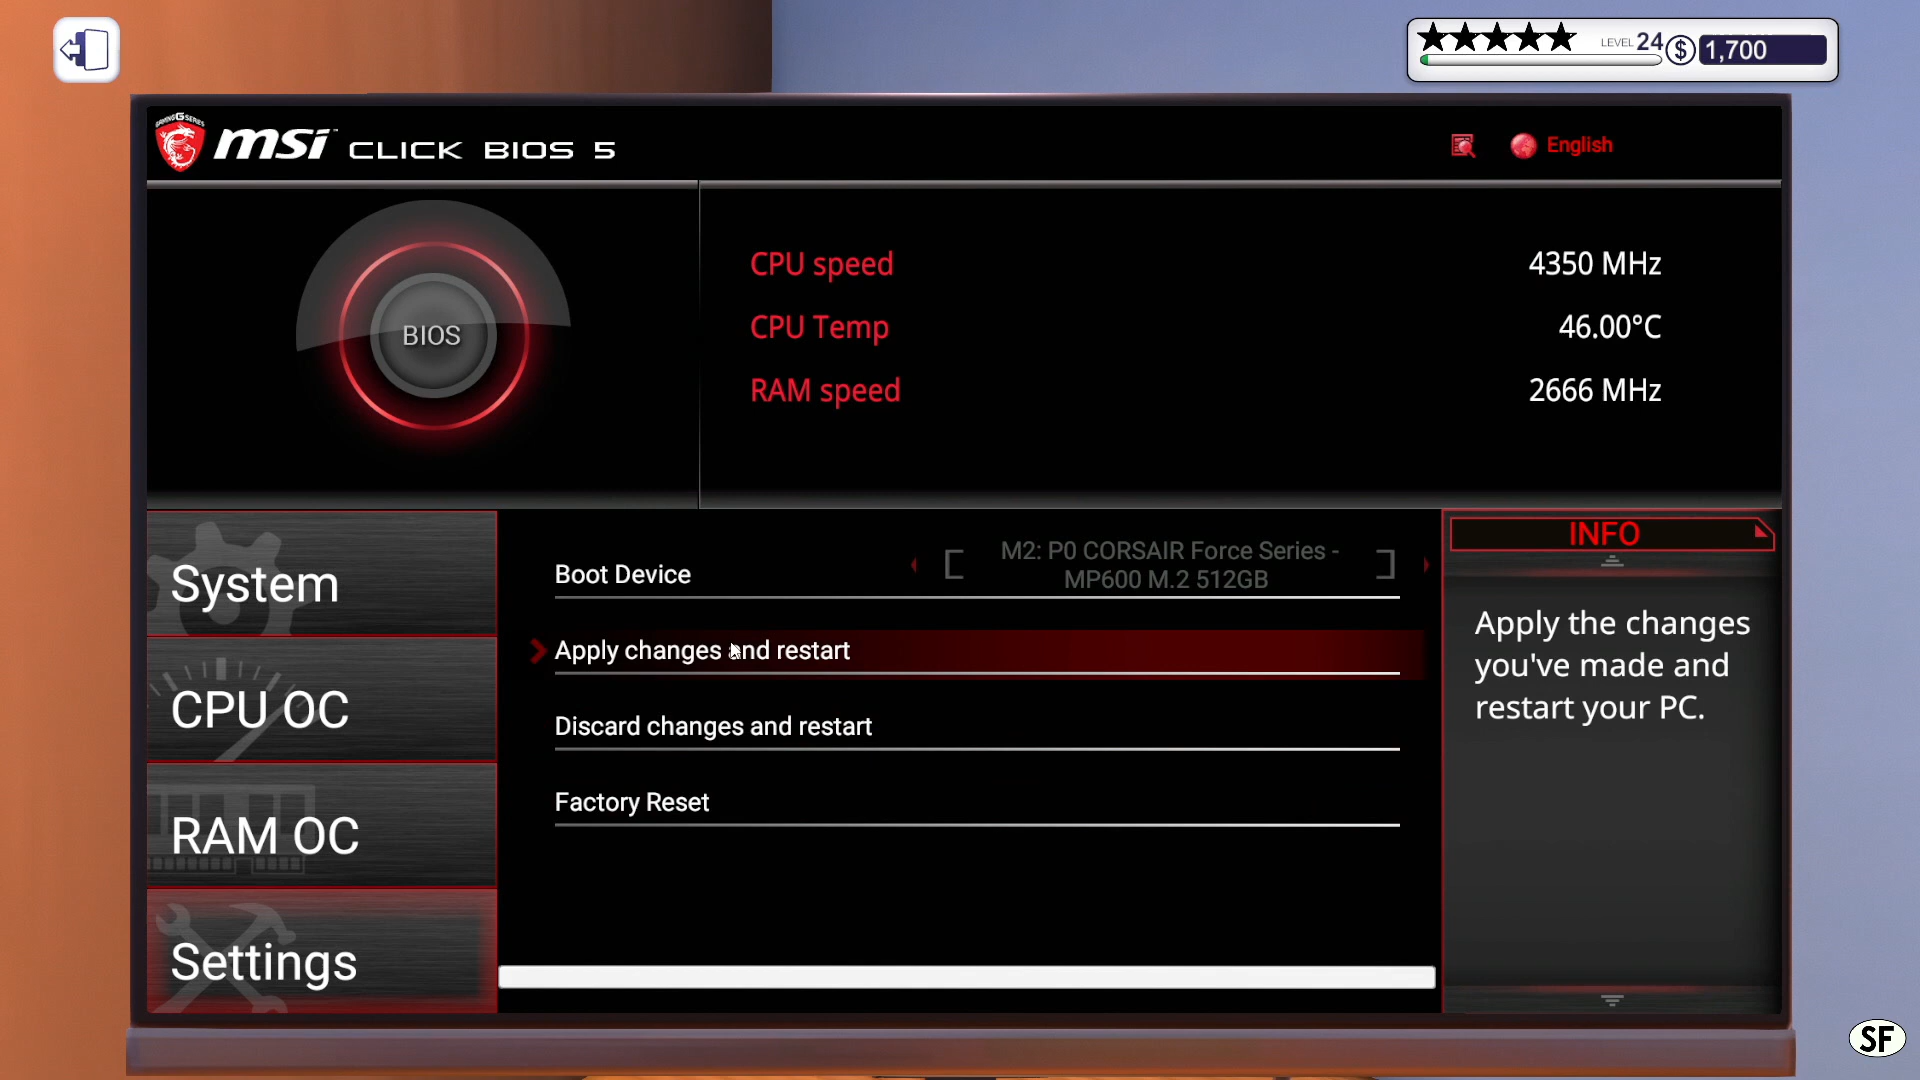 LEVEL 24 $ 1,700
GAMING G SERIES
msi CLICK BIOS 5
English
BIOS
CPU speed 4350 MHz
CPU Temp 46.00°C
RAM speed 2666 MHz
System
CPU OC
RAM OC
Settings
Boot Device
M2: P0 CORSAIR Force Series -
MP600 M.2 512GB
Apply changes and restart
Discard changes and restart
Factory Reset
INFO
Apply the changes
you've made and
restart your PC.
SF